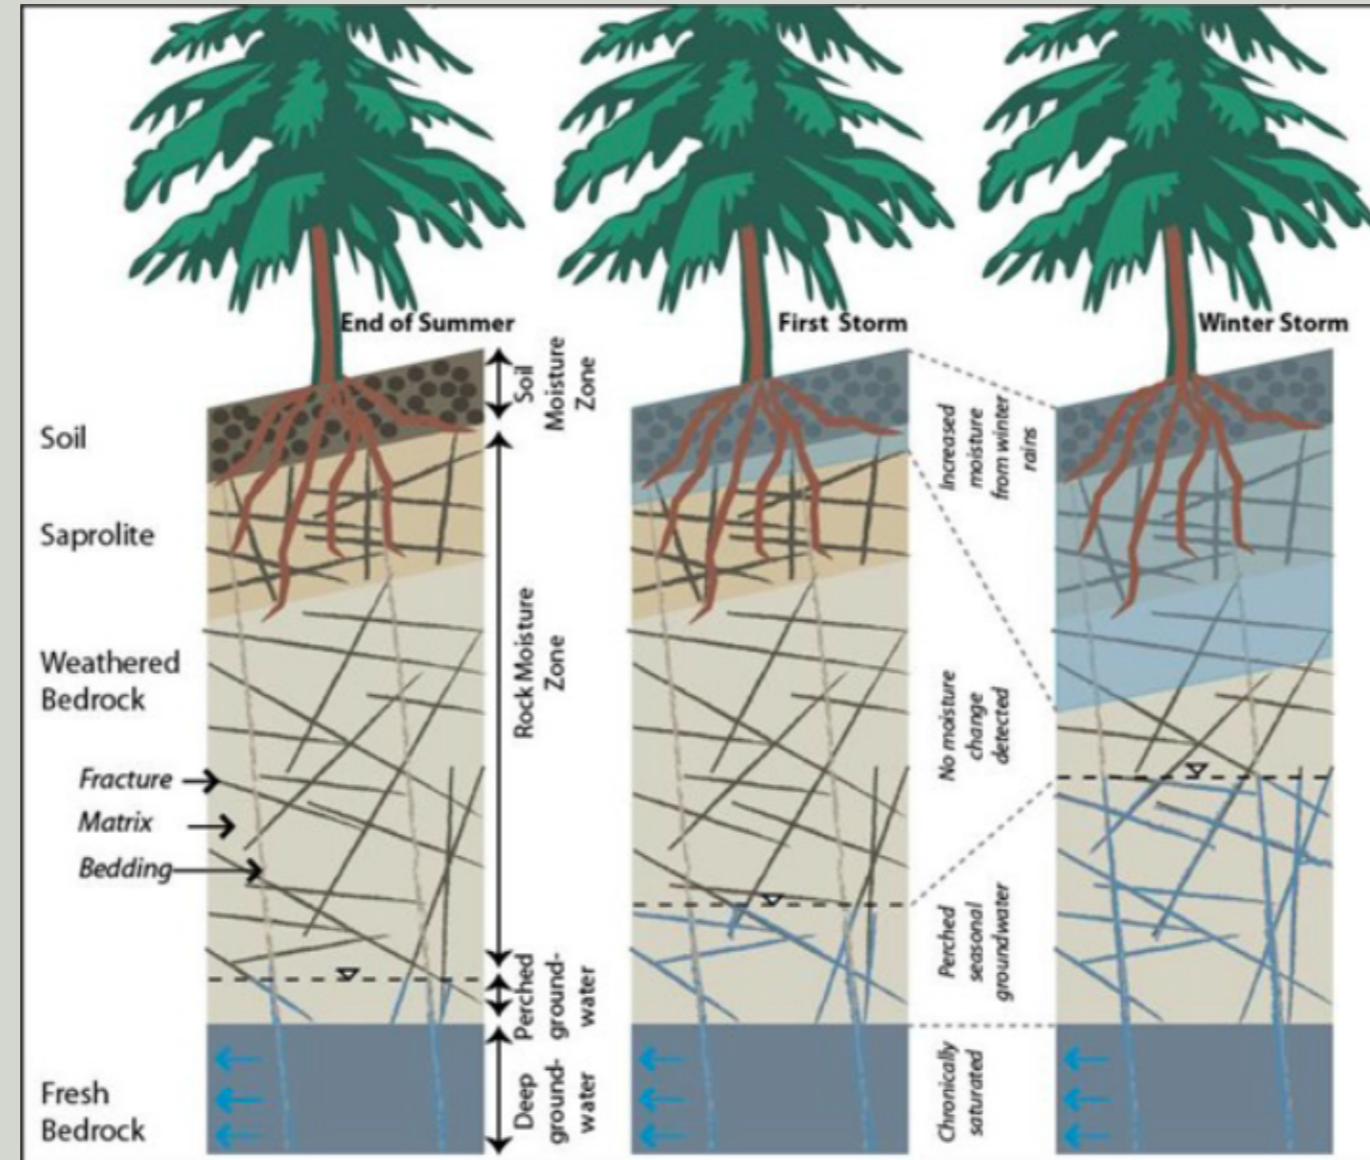 End of Summer
First Storm
Winter Storm
Soil
Saprolite
Weathered
Bedrock
Fracture
Matrix
Bedding
Fresh
Bedrock
Soil
Moisture
Zone
Rock Moisture
Zone
Perched
ground-
water
Deep
ground-
water
Increased
moisture
from winter
rains
No moisture
change
detected
Perched
seasonal
groundwater
Chronically
saturated